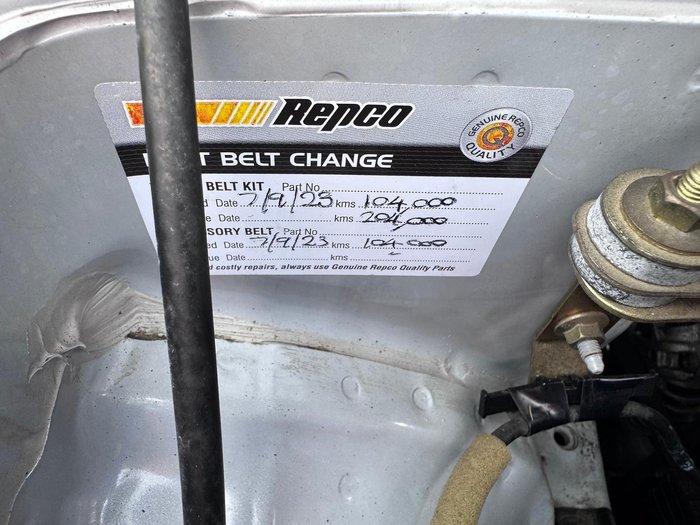 Repco
GENUINE REPCO QUALITY
T BELT CHANGE
BELT KIT Part No
d Date 7/9/23 kms 104,000
e Date kms 204,000
SORY BELT Part No
ed Date 7/9/23 kms 104000
ue Date kms "
d costly repairs, always use Genuine Repco Quality Parts